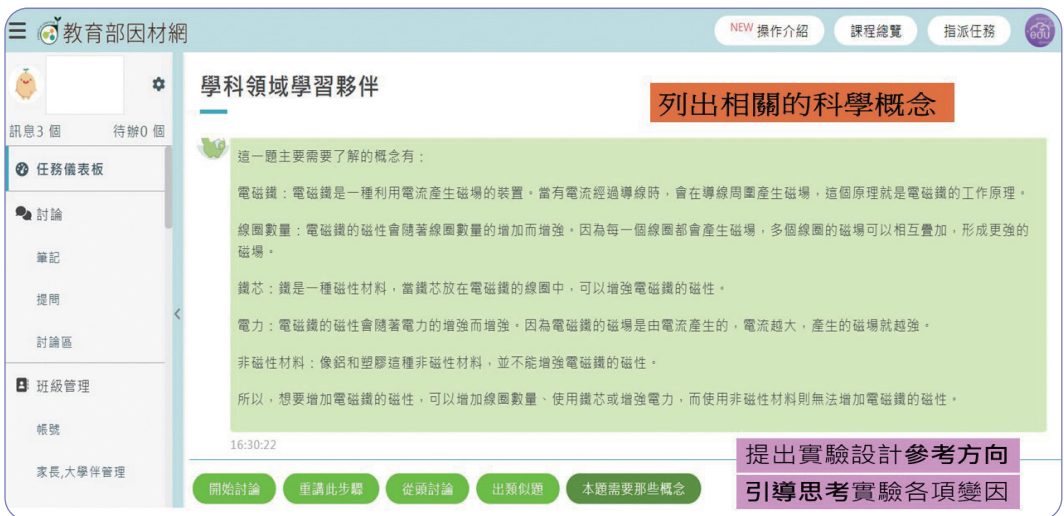 教育部因材網
NEW 操作介紹
課程總覽
指派任務
edu
訊息3 個
待辦0 個
任務儀表板
討論
筆記
提問
討論區
班級管理
帳號
家長,大學伴管理
學科領域學習夥伴
列出相關的科學概念
這一題主要需要了解的概念有：
電磁鐵：電磁鐵是一種利用電流產生磁場的裝置。當有電流經過導線時，會在導線周圍產生磁場，這個原理就是電磁鐵的工作原理。
線圈數量：電磁鐵的磁性會隨著線圈數量的增加而增強。因為每一個線圈都會產生磁場，多個線圈的磁場可以相互疊加，形成更強的
磁場。
鐵芯：鐵是一種磁性材料，當鐵芯放在電磁鐵的線圈中，可以增強電磁鐵的磁性。
電力：電磁鐵的磁性會隨著電力的增強而增強。因為電磁鐵的磁場是由電流產生的，電流越大，產生的磁場就越強。
非磁性材料：像鋁和塑膠這種非磁性材料，並不能增強電磁鐵的磁性。
所以，想要增加電磁鐵的磁性，可以增加線圈數量、使用鐵芯或增強電力，而使用非磁性材料則無法增加電磁鐵的磁性。
16:30:22
提出實驗設計參考方向
引導思考實驗各項變因
開始討論
重講此步驟
從頭討論
出類似題
本題需要那些概念